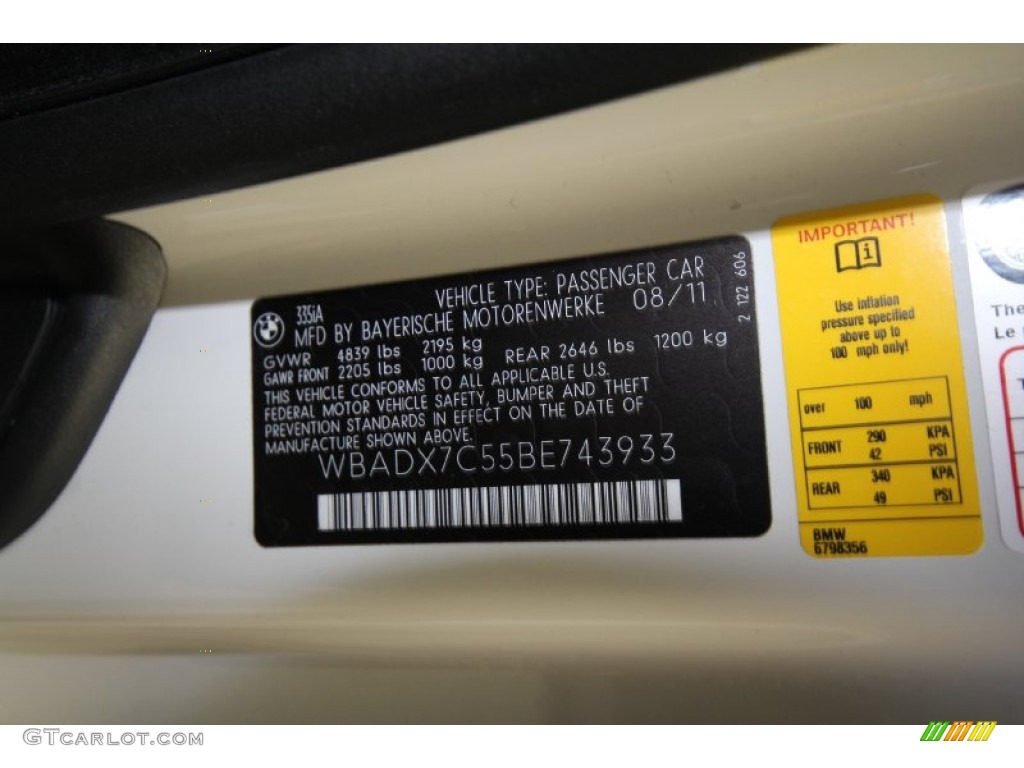 335iA
VEHICLE TYPE: PASSENGER CAR
MFD BY BAYERISCHE MOTORENWERKE 08/11
GVWR 4839 lbs 2195 kg
GAWR FRONT 2205 lbs 1000 kg REAR 2646 lbs 1200 kg
THIS VEHICLE CONFORMS TO ALL APPLICABLE U.S.
FEDERAL MOTOR VEHICLE SAFETY, BUMPER AND THEFT
PREVENTION STANDARDS IN EFFECT ON THE DATE OF
MANUFACTURE SHOWN ABOVE.
WBADX7C55BE743933
2 122 606
IMPORTANT!
Use inflation
pressure specified
above up to
100 mph only!
over 100 mph
FRONT 290 KPA
42 PSI
REAR 340 KPA
49 PSI
BMW
6798356
The
Le
GTCarlot.com